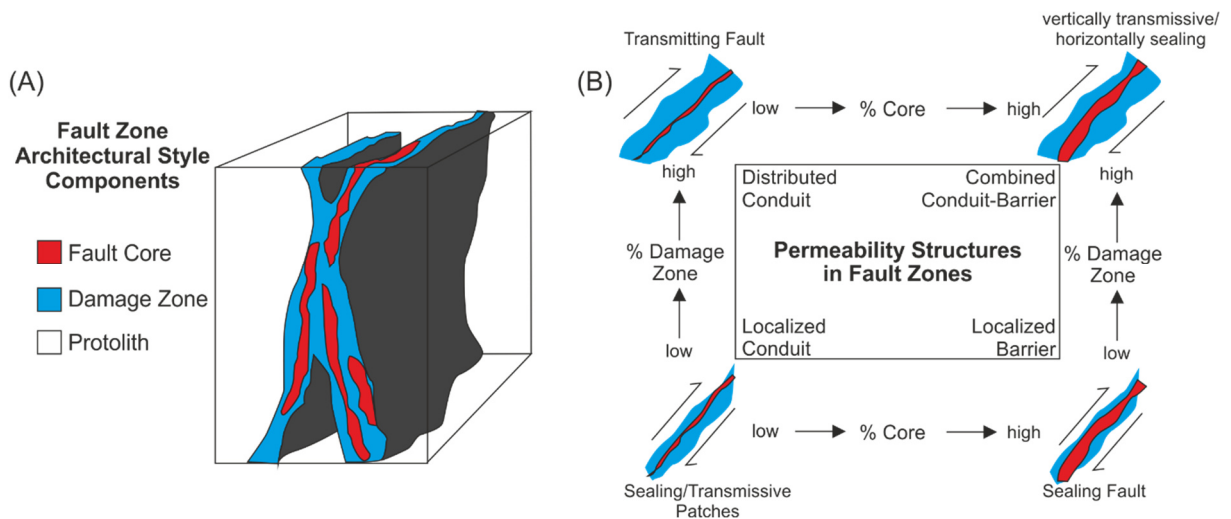 (A)
Fault Zone
Architectural Style
Components
Fault Core
Damage Zone
Protolith
(B)
Transmitting Fault
vertically transmissive/
horizontally sealing
low
% Core
high
high
% Damage
Zone
low
high
% Damage
Zone
low
Distributed
Conduit
Combined
Conduit-Barrier
Permeability Structures
in Fault Zones
Localized
Conduit
Localized
Barrier
low
% Core
high
Sealing/Transmissive
Patches
Sealing Fault